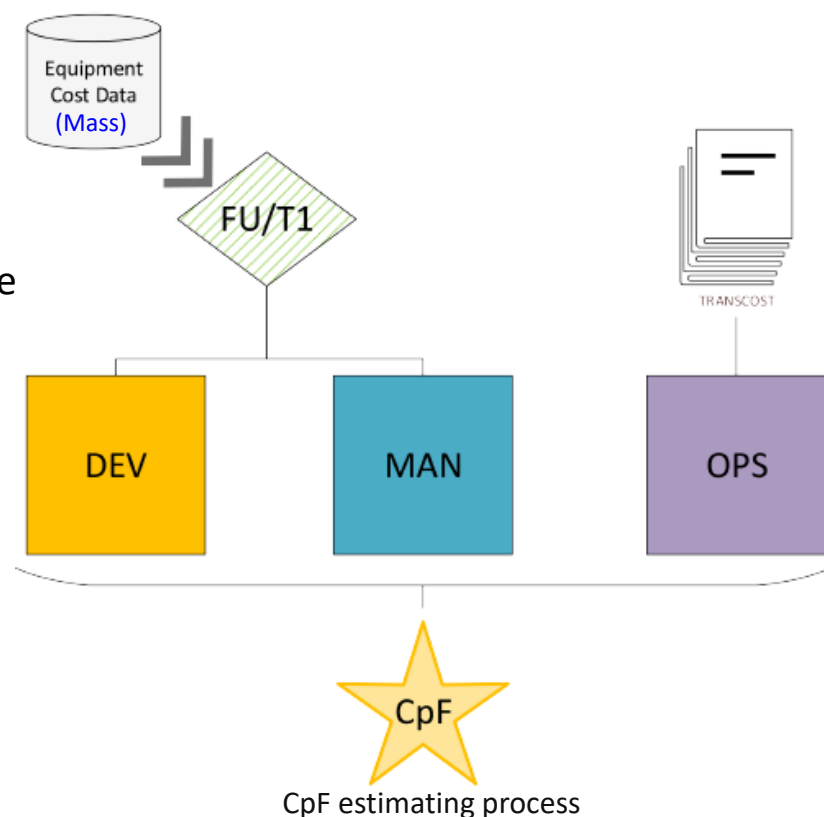 Equipment
Cost Data
(Mass)
FU/T1
e
TRANSCOST
DEV
MAN
OPS
CpF
CpF estimating process